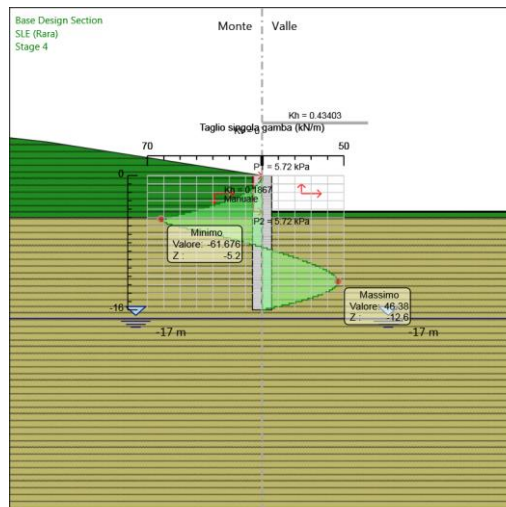 Base Design Section
SLE (Rara)
Stage 4
Monte Valle
Kh = 0.43403
Taglio singola gamba (kN/m)
70 50
P1 = 5.72 kPa
0
Kh = 0.1867
Manuale
P2 = 5.72 kPa
Minimo
Valore: -61.676
Z : -5.2
Massimo
Valore: 46.38
Z : -12.6
-16
-17 m -17 m